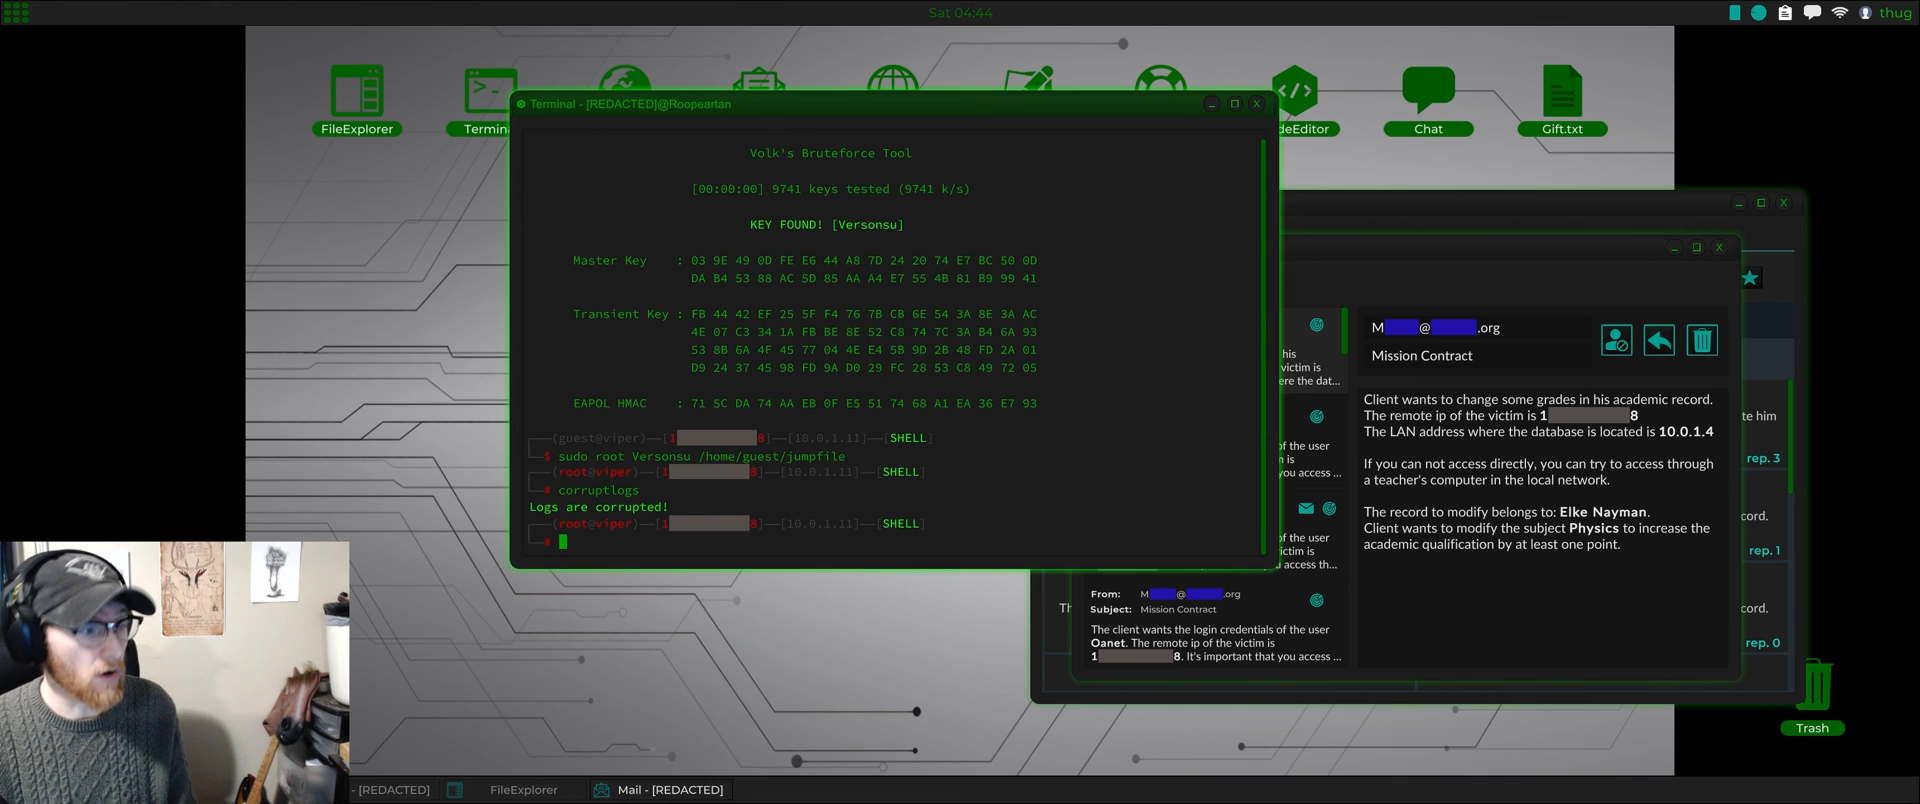 Sat 04:44
thug
FileExplorer
deEditor
Chat
Gift.txt
Terminal - [REDACTED]@Roopeartan
Volk's Bruteforce Tool
[00:00:00] 9741 keys tested (9741 k/s)
KEY FOUND! [Versonsu]
Master Key : 03 9E 49 0D FE E6 44 A8 7D 24 20 74 E7 BC 50 0D
DA B4 53 88 AC 5D 85 AA A4 E7 55 4B 81 B9 99 41
Transient Key : FB 44 42 EF 25 5F F4 76 7B CB 6E 54 3A 8E 3A AC
4E 07 C3 34 1A FB BE 8E 52 C8 74 7C 3A B4 6A 93
53 8B 6A 4F 45 77 04 4E E4 5B 9D 2B 48 FD 2A 01
D9 24 37 45 98 FD 9A D0 29 FC 28 53 C8 49 72 05
EAPOL HMAC : 71 5C DA 74 AA EB 0F E5 51 74 68 A1 EA 36 E7 93
(guest@viper)—[1 8]—[10.0.1.11]—[SHELL]
$ sudo root Versonsu /home/guest/jumpfile
(root@viper)—[1 8]—[10.0.1.11]—[SHELL]
# corruptlogs
Logs are corrupted!
(root@viper)—[1 8]—[10.0.1.11]—[SHELL]
#
his
victim is
ere the dat...
of the user
n is
you access ...
of the user
victim is
access th...
From: M @ .org
Subject: Mission Contract
The client wants the login credentials of the user
Oanet. The remote ip of the victim is
1 8. It's important that you access ...
M @ .org
Mission Contract
Client wants to change some grades in his academic record.
The remote ip of the victim is 1 8
The LAN address where the database is located is 10.0.1.4
If you can not access directly, you can try to access through
a teacher's computer in the local network.
The record to modify belongs to: Elke Nayman.
Client wants to modify the subject Physics to increase the
academic qualification by at least one point.
te him
rep. 3
cord.
rep. 1
cord.
rep. 0
Th
Trash
- [REDACTED]
FileExplorer
Mail - [REDACTED]